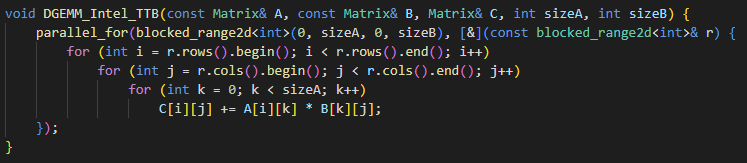 void DGEMM_Intel_TTB(const Matrix& A, const Matrix& B, Matrix& C, int sizeA, int sizeB) {
    parallel_for(blocked_range2d<int>(0, sizeA, 0, sizeB), [&](const blocked_range2d<int>& r) {
        for (int i = r.rows().begin(); i < r.rows().end(); i++)
            for (int j = r.cols().begin(); j < r.cols().end(); j++)
                for (int k = 0; k < sizeA; k++)
                    C[i][j] += A[i][k] * B[k][j];
    });
}